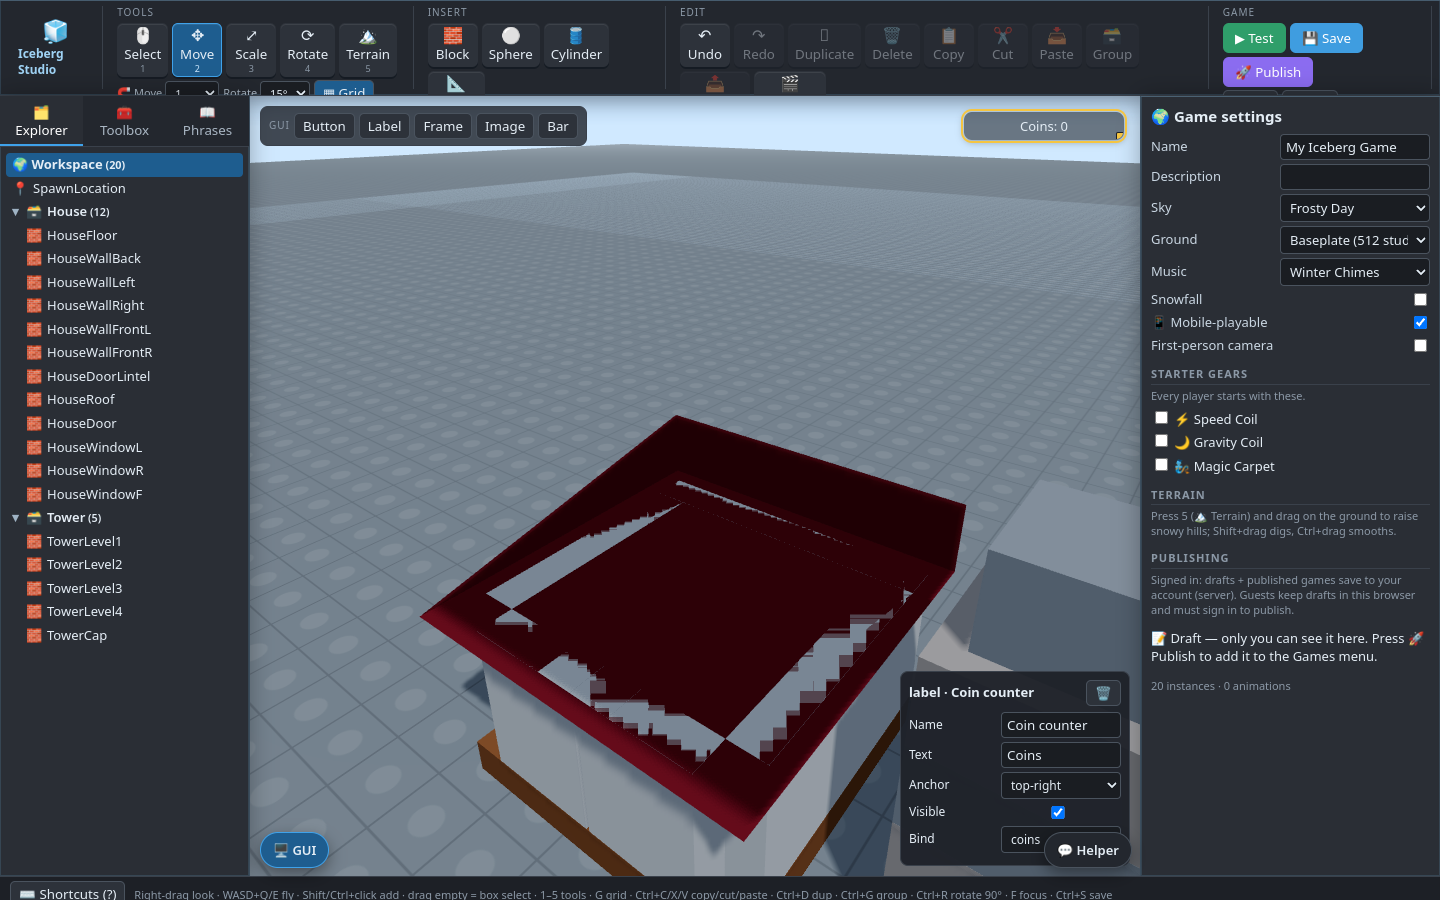 Iceberg
Studio
TOOLS
Select
1
Move
2
Scale
3
Rotate
4
Terrain
5
Move
1
Rotate
15°
Grid
INSERT
Block
Sphere
Cylinder
EDIT
Undo
Redo
Duplicate
Delete
Copy
Cut
Paste
Group
GAME
▶ Test
Save
Publish
Explorer
Toolbox
Phrases
Workspace (20)
SpawnLocation
▼ House (12)
HouseFloor
HouseWallBack
HouseWallLeft
HouseWallRight
HouseWallFrontL
HouseWallFrontR
HouseDoorLintel
HouseRoof
HouseDoor
HouseWindowL
HouseWindowR
HouseWindowF
▼ Tower (5)
TowerLevel1
TowerLevel2
TowerLevel3
TowerLevel4
TowerCap
GUI
Button
Label
Frame
Image
Bar
Coins: 0
label · Coin counter
Name
Coin counter
Text
Coins
Anchor
top-right
Visible
Bind
coins
GUI
Helper
Game settings
Name
My Iceberg Game
Description
Sky
Frosty Day
Ground
Baseplate (512 stud
Music
Winter Chimes
Snowfall
Mobile-playable
First-person camera
STARTER GEARS
Every player starts with these.
Speed Coil
Gravity Coil
Magic Carpet
TERRAIN
Press 5 (🏔️ Terrain) and drag on the ground to raise
snowy hills; Shift+drag digs, Ctrl+drag smooths.
PUBLISHING
Signed in: drafts + published games save to your
account (server). Guests keep drafts in this browser
and must sign in to publish.
📝 Draft — only you can see it here. Press 🚀
Publish to add it to the Games menu.
20 instances · 0 animations
Shortcuts (?)
Right-drag look · WASD+Q/E fly · Shift/Ctrl+click add · drag empty = box select · 1–5 tools · G grid · Ctrl+C/X/V copy/cut/paste · Ctrl+D dup · Ctrl+G group · Ctrl+R rotate 90° · F focus · Ctrl+S save